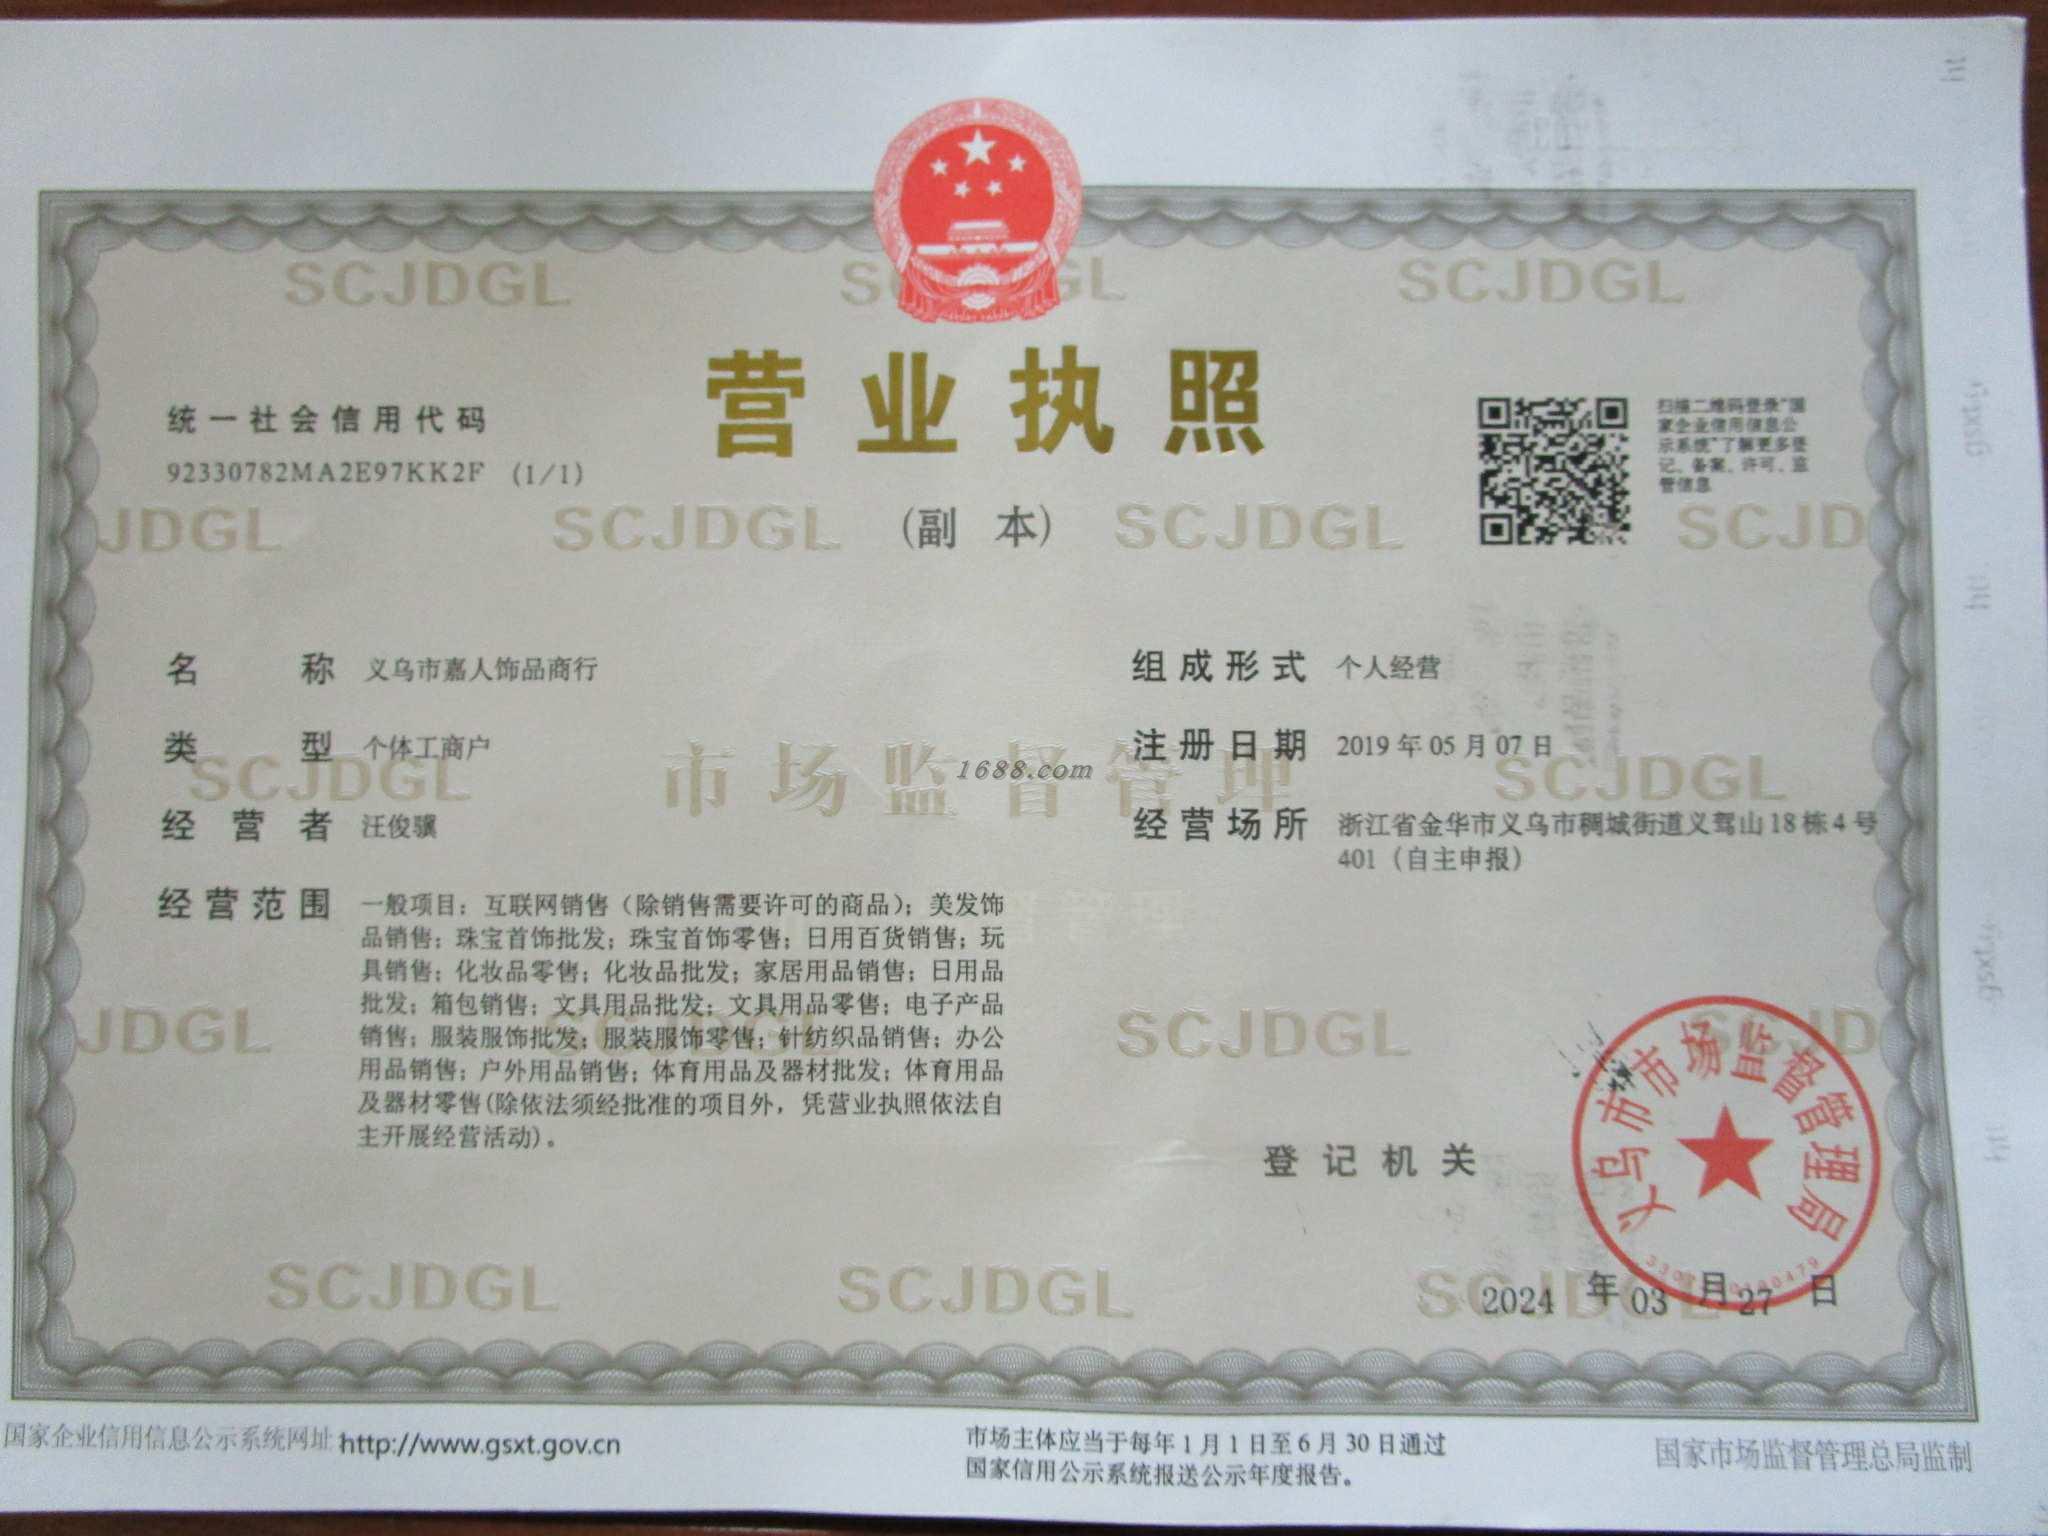 营业执照
(副 本)
统一社会信用代码
92330782MA2E97KK2F (1/1)
扫描二维码登录“国
家企业信用信息公
示系统”了解更多登
记、备案、许可、监
管信息
名 称 义乌市嘉人饰品商行
类 型 个体工商户
经 营 者 汪俊骥
经营范围 一般项目：互联网销售（除销售需要许可的商品）；美发饰
品销售；珠宝首饰批发；珠宝首饰零售；日用百货销售；玩
具销售；化妆品零售；化妆品批发；家居用品销售；日用品
批发；箱包销售；文具用品批发；文具用品零售；电子产品
销售；服装服饰批发；服装服饰零售；针纺织品销售；办公
用品销售；户外用品销售；体育用品及器材批发；体育用品
及器材零售(除依法须经批准的项目外，凭营业执照依法自
主开展经营活动)。
组成形式 个人经营
注册日期 2019年05月07日
经营场所 浙江省金华市义乌市稠城街道义驾山18栋4号
401（自主申报）
市场监督管理
1688.com
SCJDGL
登记机关
义乌市市场监督管理局
2024 年 03 月 27 日
国家企业信用信息公示系统网址 http://www.gsxt.gov.cn
市场主体应当于每年1月1日至6月30日通过
国家信用公示系统报送公示年度报告。
国家市场监督管理总局监制